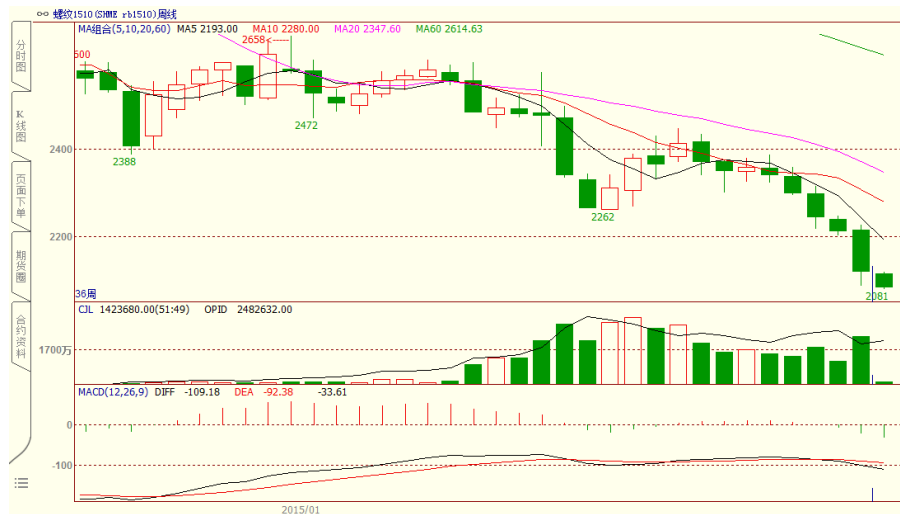 螺纹1510(SHME rb1510)周线
MA组合(5,10,20,60) MA5 2193.00 MA10 2280.00 MA20 2347.60 MA60 2614.63
分时图
K线图
页面下单
期货圈
合约资料
500
2658
2472
2400
2388
2262
2200
2081
36周
CJL 1423680.00(51:49) OPID 2482632.00
1700万
MACD(12,26,9) DIFF -109.18 DEA -92.38 -33.61
0
-100
2015/01